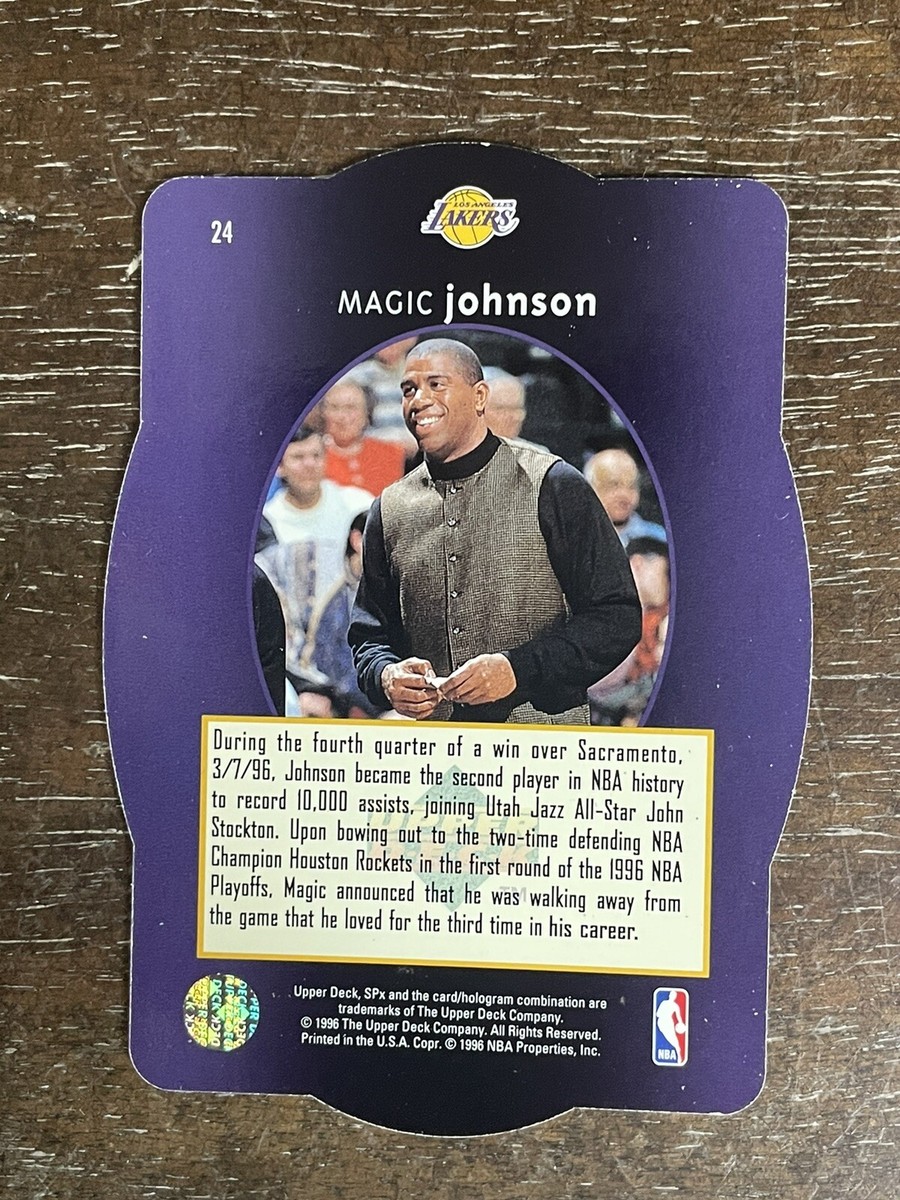 24
LOS ANGELES
LAKERS
MAGIC johnson
During the fourth quarter of a win over Sacramento,
3/7/96, Johnson became the second player in NBA history
to record 10,000 assists, joining Utah Jazz All-Star John
Stockton. Upon bowing out to the two-time defending NBA
Champion Houston Rockets in the first round of the 1996 NBA
Playoffs, Magic announced that he was walking away from
the game that he loved for the third time in his career.
UPPER
DECK
TM
Upper Deck, SPx and the card/hologram combination are
trademarks of The Upper Deck Company.
© 1996 The Upper Deck Company. All Rights Reserved.
Printed in the U.S.A. Copr. © 1996 NBA Properties, Inc.
NBA